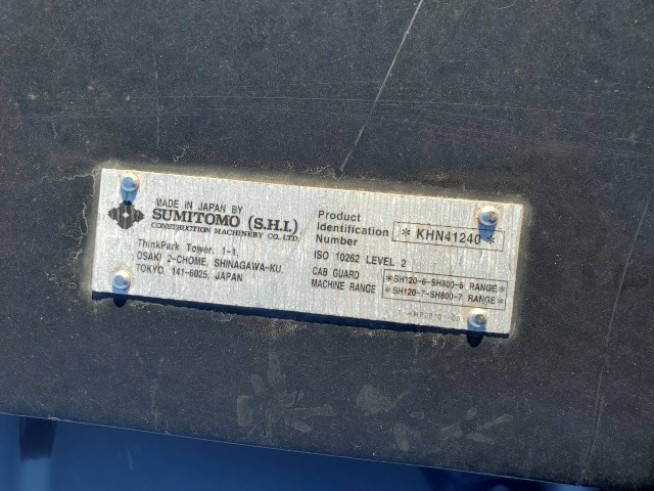 MADE IN JAPAN BY
SUMITOMO (S.H.I.)
CONSTRUCTION MACHINERY CO., LTD.
ThinkPark Tower, 1-1,
OSAKI 2-CHOME, SHINAGAWA-KU,
TOKYO 141-6025, JAPAN
Product
Identification
Number
* KHN41240 *
ISO 10262 LEVEL 2
CAB GUARD
MACHINE RANGE
*SH120-6-SH800-6 RANGE*
*SH120-7-SH800-7 RANGE*